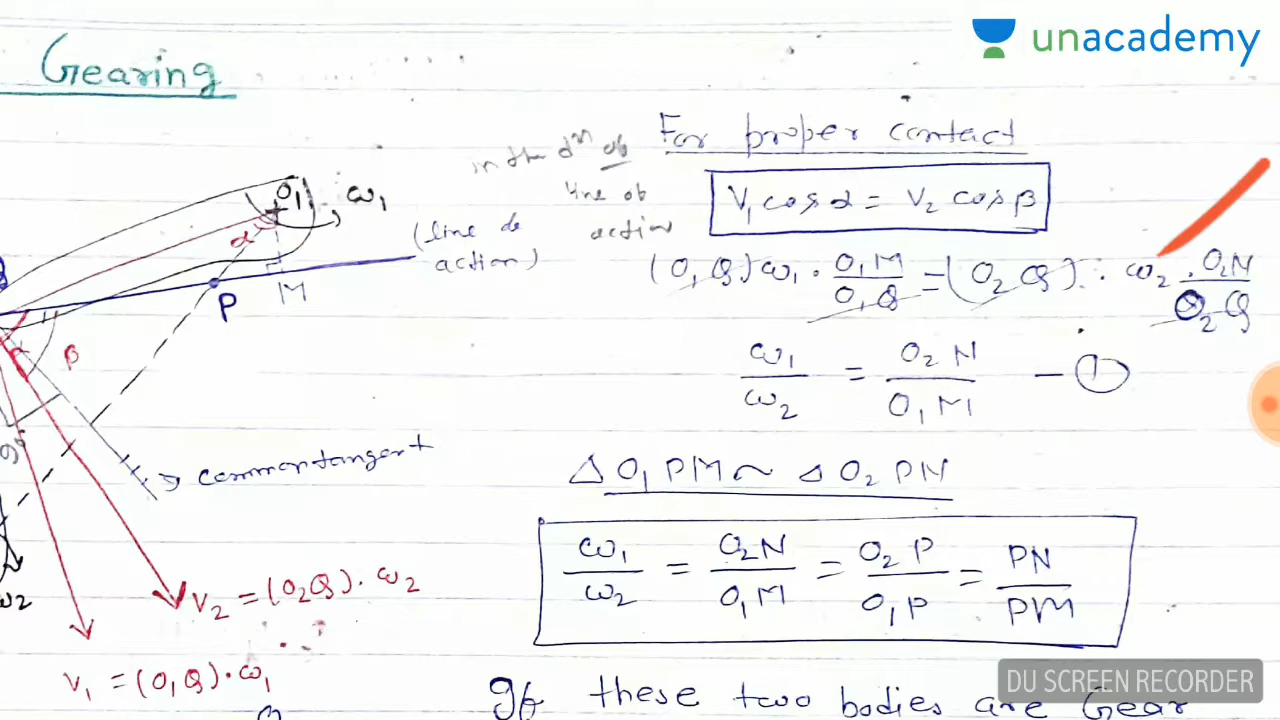 Gearing
unacademy
For proper contact
in the dⁿ of
line of
action
V₁ cos α = V₂ cos β
O₁
ω₁
α
(line of
action)
M
P
β
(O₁Q) ω₁ · O₁M/O₁Q = (O₂Q) · ω₂ · O₂N/O₂Q
ω₁/ω₂ = O₂N/O₁M — ①
→ common tangent
Δ O₁PM ~ Δ O₂PN
ω₁/ω₂ = O₂N/O₁M = O₂P/O₁P = PN/PM
ω₂
V₂ = (O₂Q) · ω₂
V₁ = (O₁Q) · ω₁
If these two bodies are Gear
DU SCREEN RECORDER